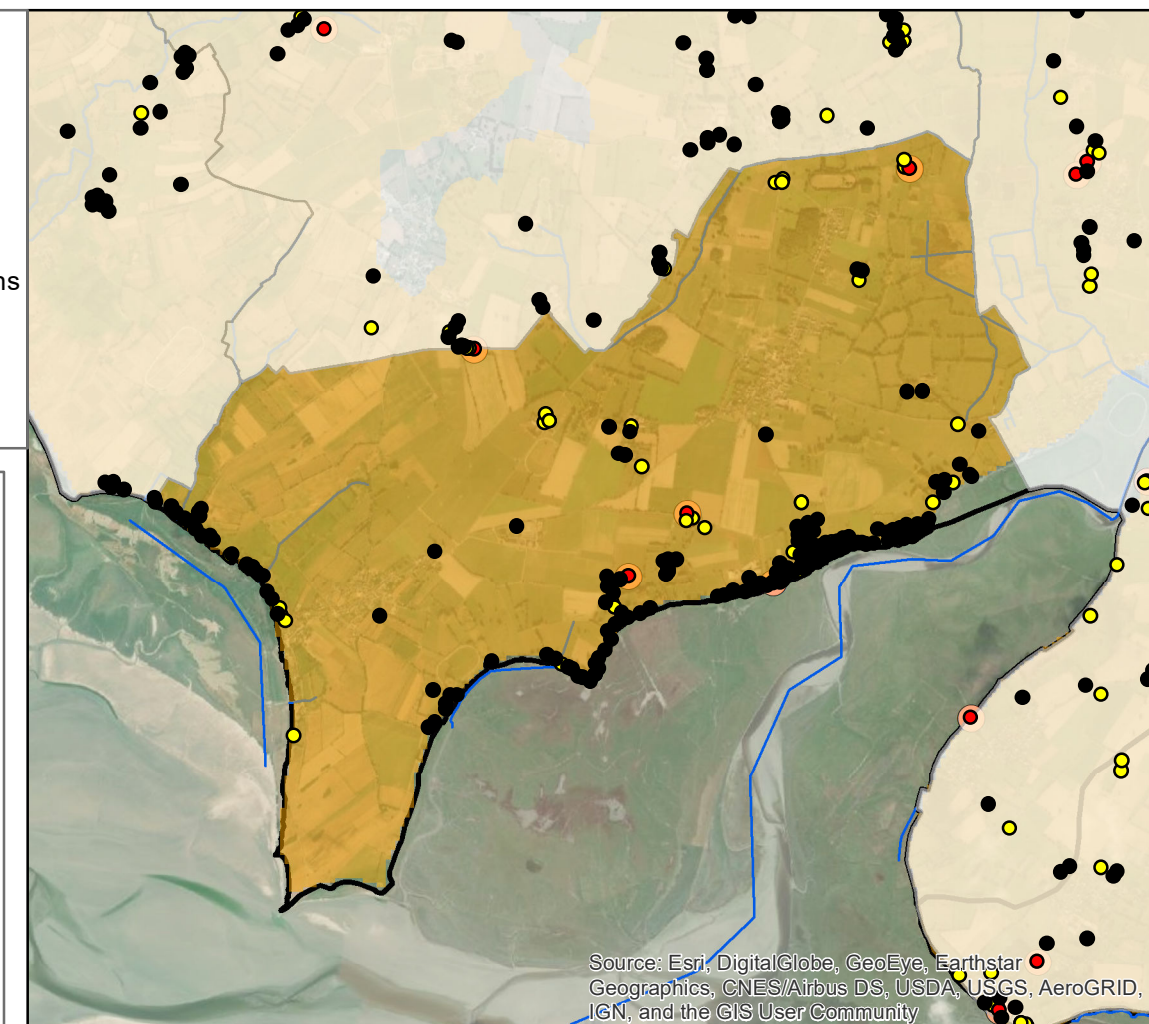 ns
Source: Esri, DigitalGlobe, GeoEye, Earthstar
Geographics, CNES/Airbus DS, USDA, USGS, AeroGRID,
IGN, and the GIS User Community